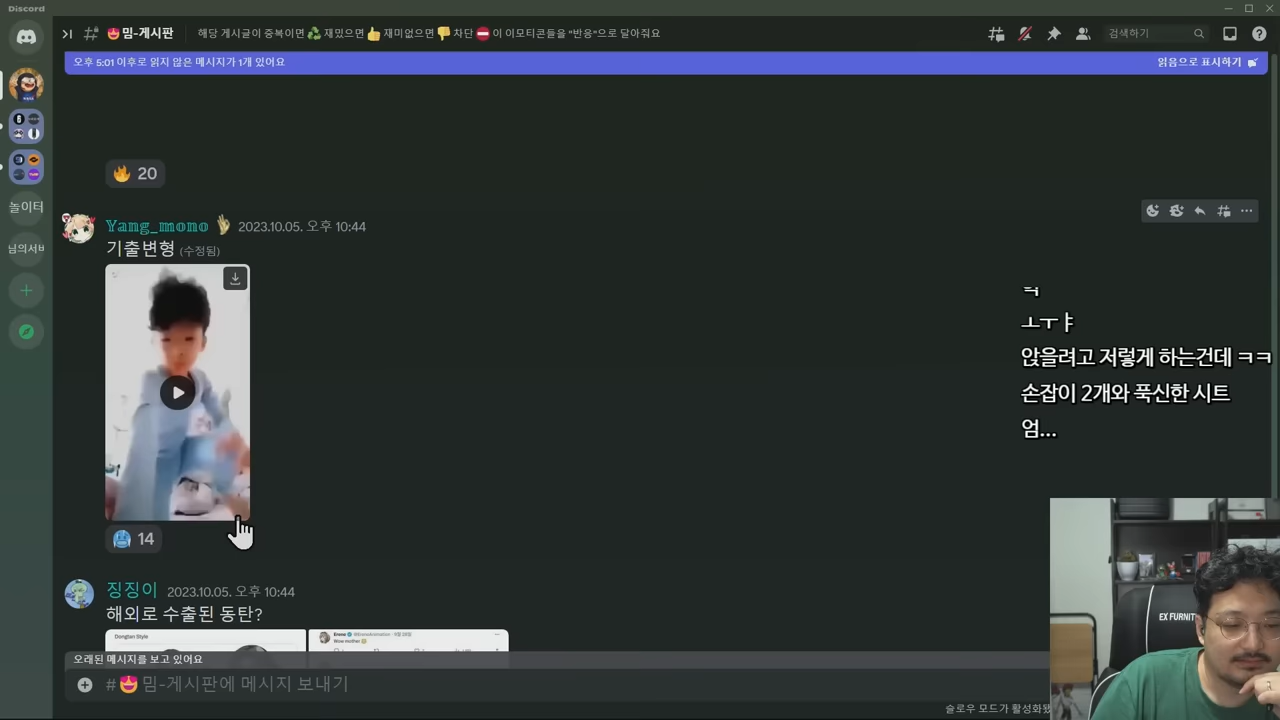 Discord
밈-게시판
해당 게시글이 중복이면 ♻️ 재밌으면 👍 재미없으면 👎 차단 ⛔ 이 이모티콘들을 "반응"으로 달아줘요
검색하기
오후 5:01 이후로 읽지 않은 메시지가 1개 있어요
읽음으로 표시하기
20
놀이터
님의서버
Yang_momo 2023.10.05. 오후 10:44
기출변형 (수정됨)
14
ㅗㅜㅑ
앉을려고 저렇게 하는건데 ㅋㅋ
손잡이 2개와 푹신한 시트
엄...
징징이 2023.10.05. 오후 10:44
해외로 수출된 동탄?
Dongtan Style
Wow mother
오래된 메시지를 보고 있어요
#😍밈-게시판에 메시지 보내기
슬로우 모드가 활성화됐
EX FURNIT